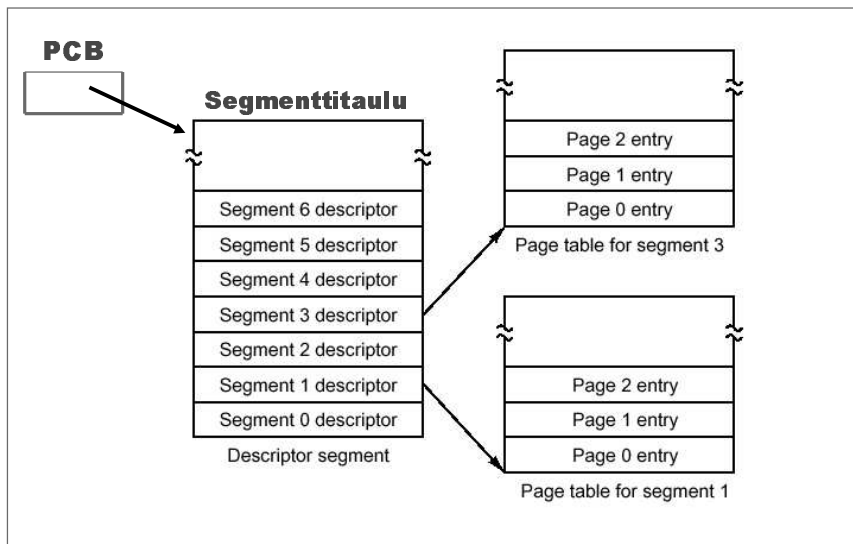 PCB
Segmenttitaulu
Segment 6 descriptor
Segment 5 descriptor
Segment 4 descriptor
Segment 3 descriptor
Segment 2 descriptor
Segment 1 descriptor
Segment 0 descriptor
Descriptor segment
Page 2 entry
Page 1 entry
Page 0 entry
Page table for segment 3
Page 2 entry
Page 1 entry
Page 0 entry
Page table for segment 1